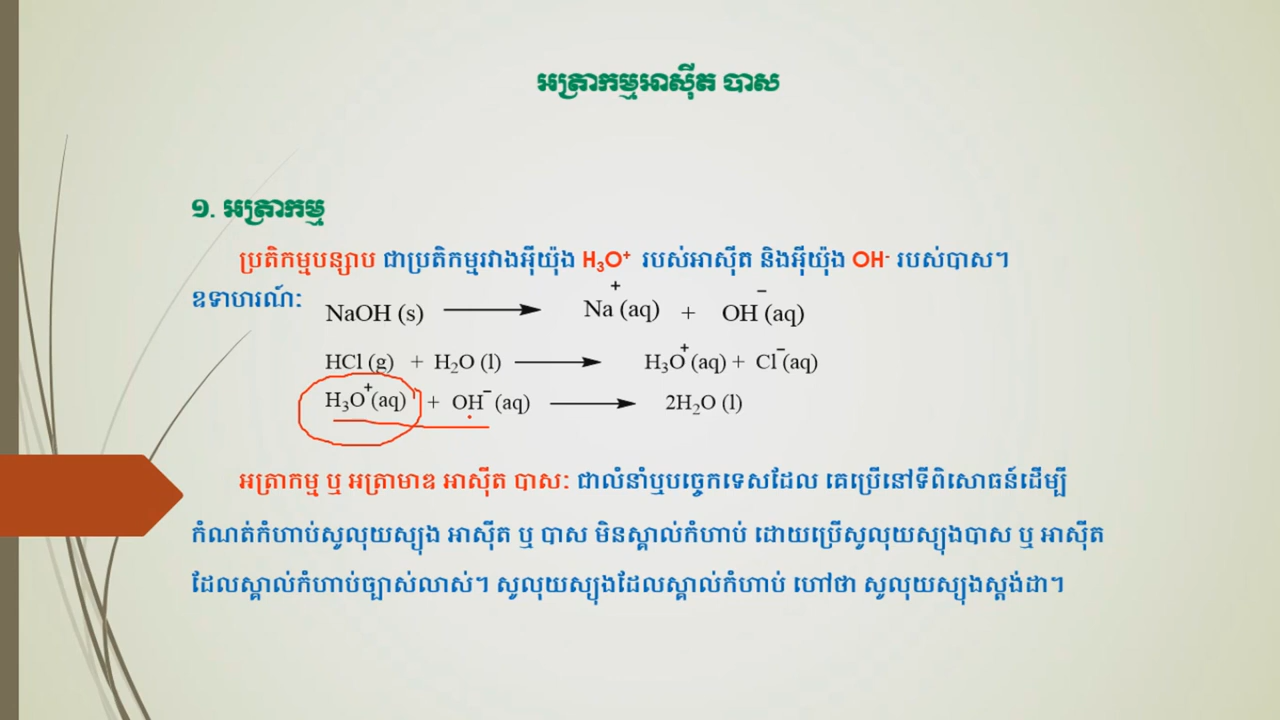 អត្រាកម្មអាស៊ីត បាស
១. អត្រាកម្ម
ប្រតិកម្មបន្សាប ជាប្រតិកម្មរវាងអ៊ីយ៉ុង H₃O⁺ របស់អាស៊ីត និងអ៊ីយ៉ុង OH⁻ របស់បាស។
ឧទាហរណ៍: NaOH (s) ⟶ Na⁺ (aq) + OH⁻ (aq)
HCl (g) + H₂O (l) ⟶ H₃O⁺ (aq) + Cl⁻ (aq)
H₃O⁺ (aq) + OH⁻ (aq) ⟶ 2H₂O (l)
អត្រាកម្ម ឬ អត្រាមាឌ អាស៊ីត បាស: ជាលំនាំឬបច្ចេកទេសដែល គេប្រើនៅទីពិសោធន៍ដើម្បី
កំណត់កំហាប់សូលុយស្យុង អាស៊ីត ឬ បាស មិនស្គាល់កំហាប់ ដោយប្រើសូលុយស្យុងបាស ឬ អាស៊ីត
ដែលស្គាល់កំហាប់ច្បាស់លាស់។ សូលុយស្យុងដែលស្គាល់កំហាប់ ហៅថា សូលុយស្យុងស្តង់ដា។